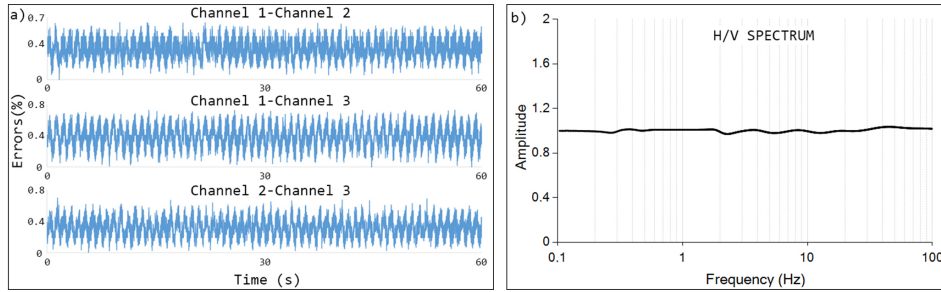 a)
Channel 1-Channel 2
0.7
0.4
0
0
30
60
Channel 1-Channel 3
0.8
0.4
0
0
30
60
Channel 2-Channel 3
0.8
0.4
0
0
30
60
Errors(%)
Time (s)
b)
H/V SPECTRUM
2
1.6
1.2
0.8
0.4
0
0.1
1
10
100
Amplitude
Frequency (Hz)